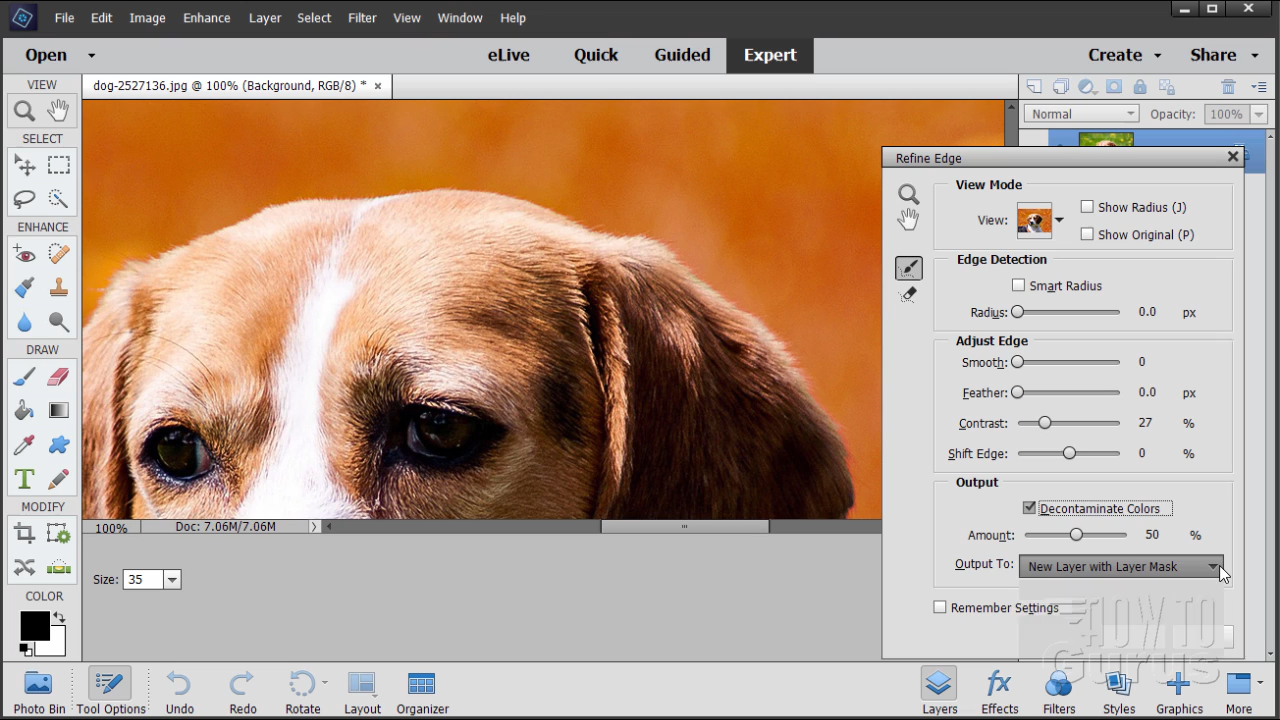 File Edit Image Enhance Layer Select Filter View Window Help
Open eLive Quick Guided Expert Create Share
VIEW
dog-2527136.jpg @ 100% (Background, RGB/8) * ×
Normal Opacity: 100%
SELECT
Refine Edge
View Mode
View:
Show Radius (J)
Show Original (P)
ENHANCE
Edge Detection
Smart Radius
Radius: 0.0 px
DRAW
Adjust Edge
Smooth: 0
Feather: 0.0 px
Contrast: 27 %
Shift Edge: 0 %
T
MODIFY
Output
Decontaminate Colors
Amount: 50 %
Output To: New Layer with Layer Mask
Remember Settings
100% Doc: 7.06M/7.06M
Size: 35
COLOR
HOW TO
Gurus
Photo Bin Tool Options Undo Redo Rotate Layout Organizer Layers fx Effects Filters Styles Graphics More